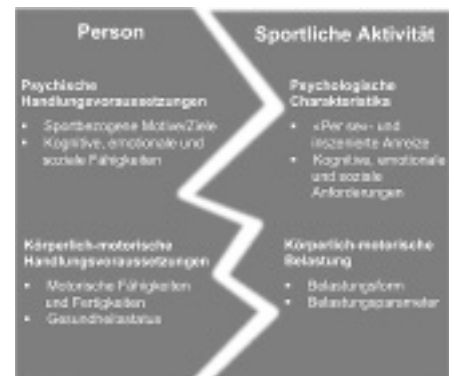 Person
Psychische
Handlungsvoraussetzungen
• Sportbezogene Motive/Ziele
• Kognitive, emotionale und
soziale Fähigkeiten
Körperlich-motorische
Handlungsvoraussetzungen
• Motorische Fähigkeiten
und Fertigkeiten
• Gesundheitsstatus
Sportliche Aktivität
Psychologische
Charakteristika
• «Per se»- und
inszenierte Anreize
• Kognitive, emotionale
und soziale
Anforderungen
Körperlich-motorische
Belastung
• Belastungsform
• Belastungsparameter